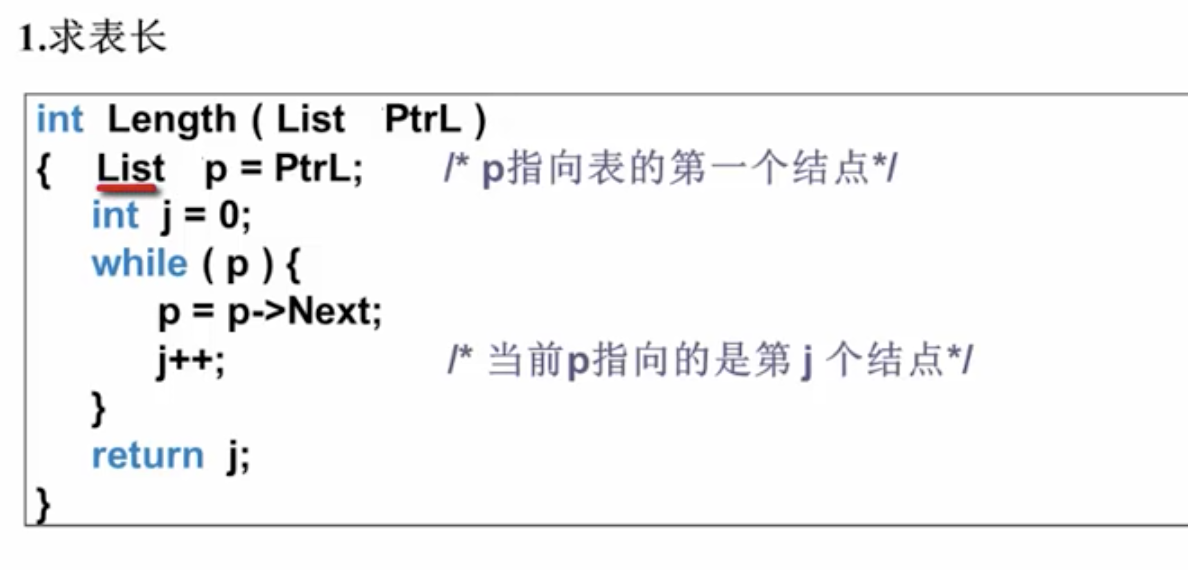 1.求表长
int Length ( List PtrL )
{ List p = PtrL; /* p指向表的第一个结点*/
int j = 0;
while ( p ) {
p = p->Next;
j++; /* 当前p指向的是第 j 个结点*/
}
return j;
}